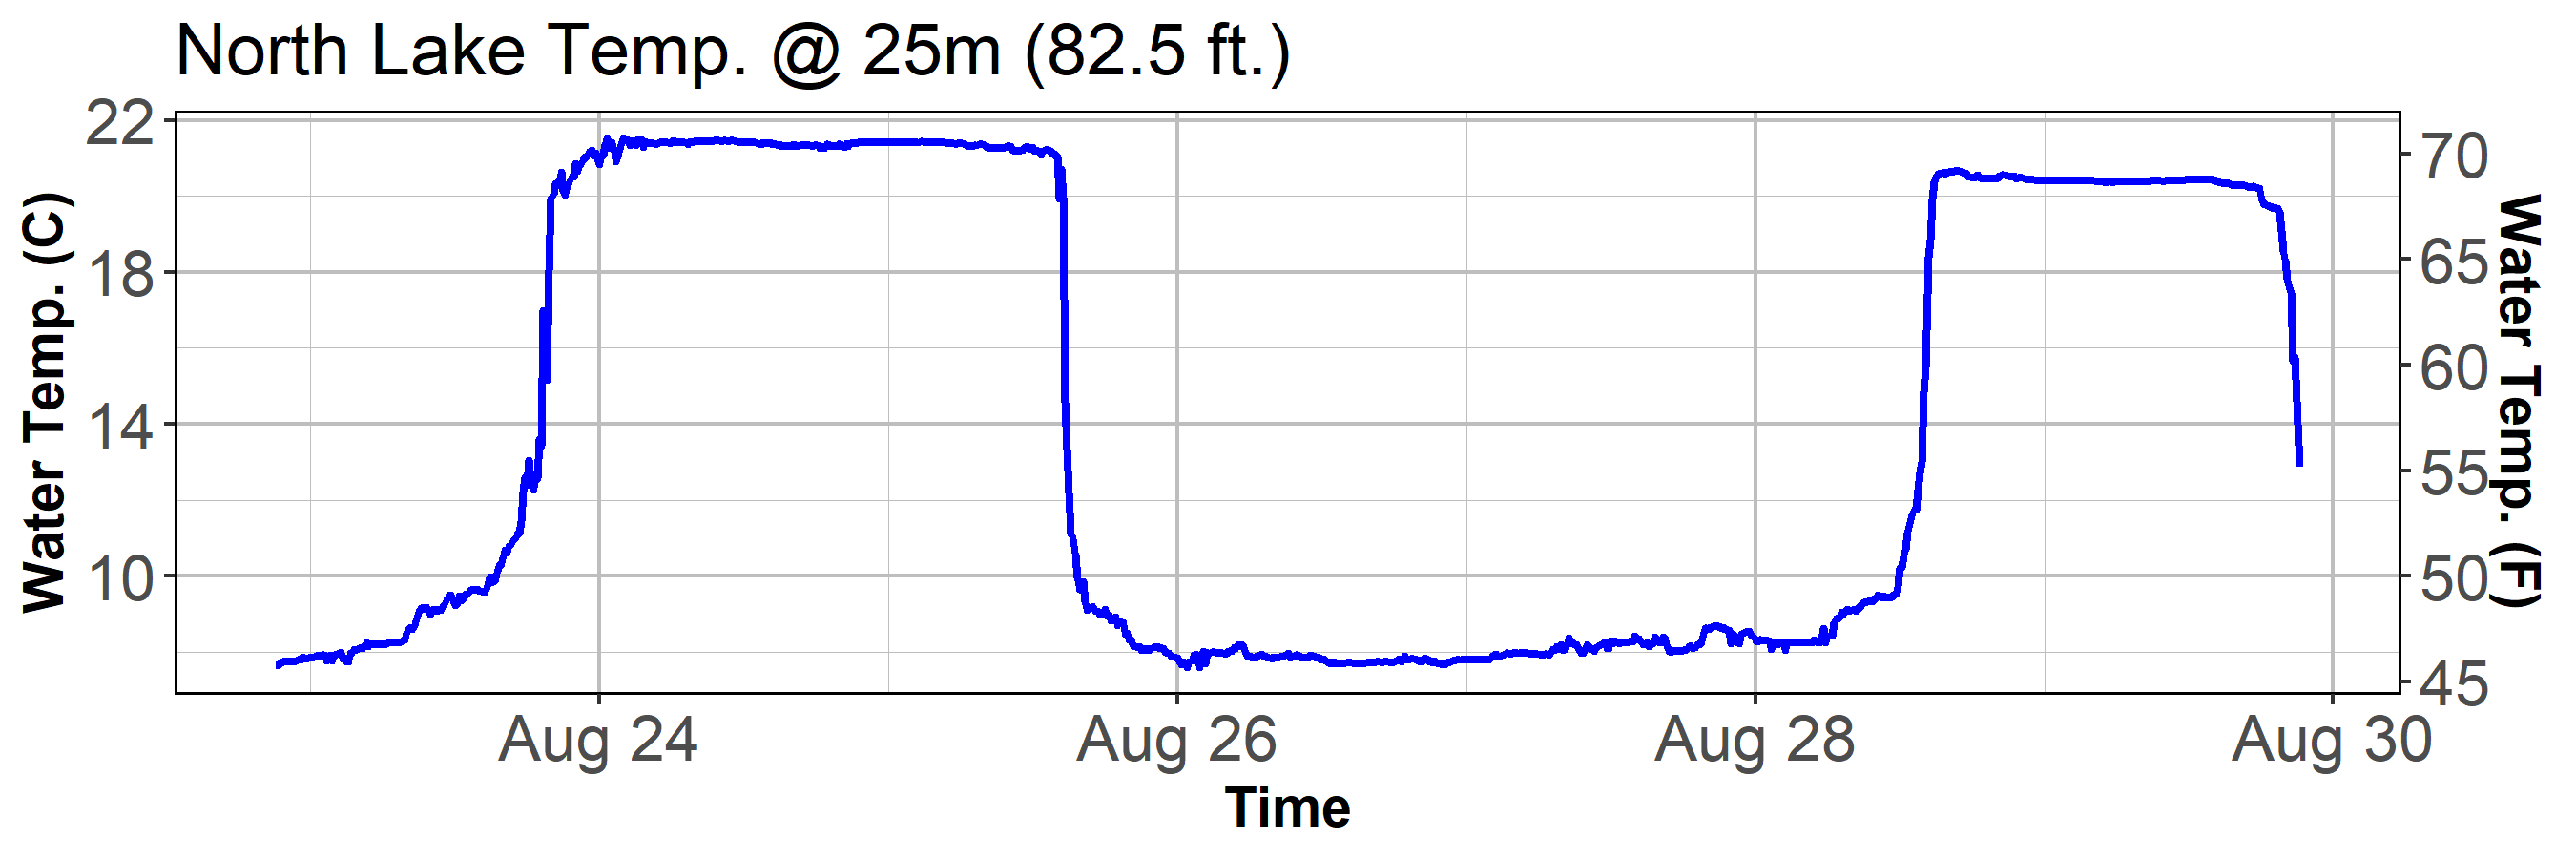 North Lake Temp. @ 25m (82.5 ft.)
Water Temp. (C)
22
18
14
10
Water Temp. (F)
70
65
60
55
50
45
Aug 24
Aug 26
Aug 28
Aug 30
Time